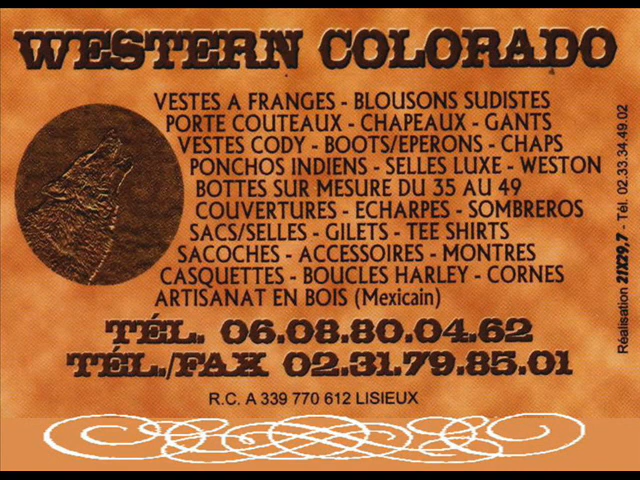 WESTERN COLORADO
VESTES A FRANGES - BLOUSONS SUDISTES
PORTE COUTEAUX - CHAPEAUX - GANTS
VESTES CODY - BOOTS/EPERONS - CHAPS
PONCHOS INDIENS - SELLES LUXE - WESTON
BOTTES SUR MESURE DU 35 AU 49
COUVERTURES - ECHARPES - SOMBREROS
SACS/SELLES - GILETS - TEE SHIRTS
SACOCHES - ACCESSOIRES - MONTRES
CASQUETTES - BOUCLES HARLEY - CORNES
ARTISANAT EN BOIS (Mexicain)
TÉL. 06.08.80.04.62
TÉL./FAX 02.31.79.85.01
R.C. A 339 770 612 LISIEUX
Réalisation 21X29,7 - Tél. 02.33.34.49.02